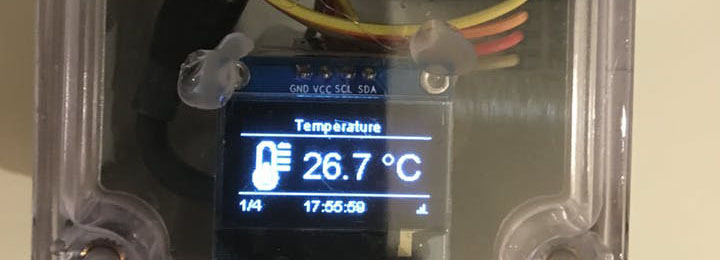 GND VCC SCL SDA
Temperature
26.7 °C
1/4 17:55:59